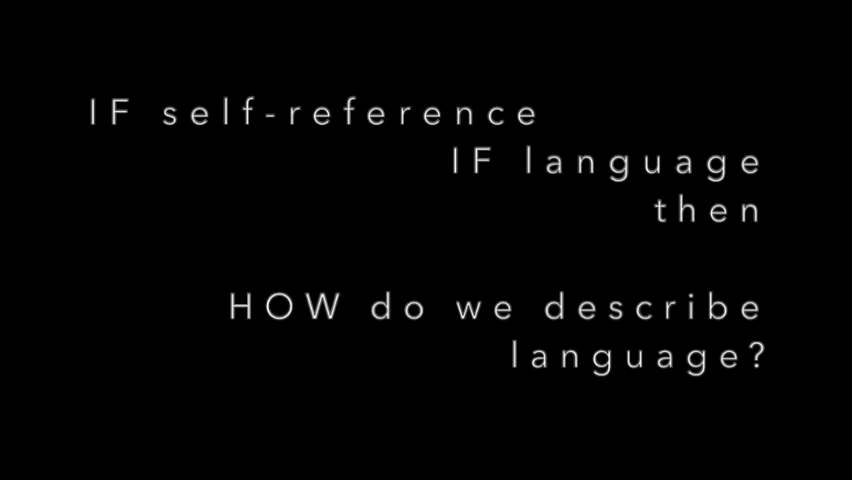 IF self-reference
IF language
then
HOW do we describe
language?